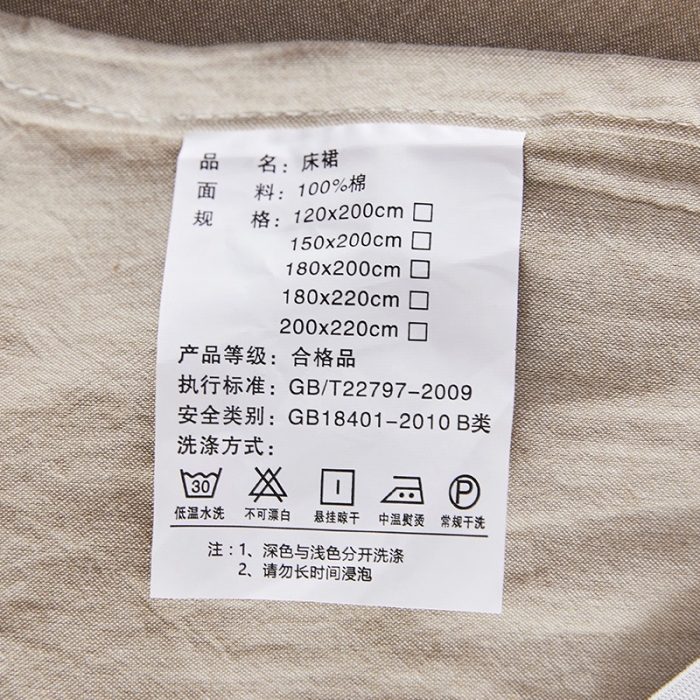 品 名：床裙
面 料：100%棉
规 格：120x200cm
150x200cm
180x200cm
180x220cm
200x220cm
产品等级：合格品
执行标准：GB/T22797-2009
安全类别：GB18401-2010 B类
洗涤方式：
30 P
低温水洗 不可漂白 悬挂晾干 中温熨烫 常规干洗
注：1、深色与浅色分开洗涤
2、请勿长时间浸泡